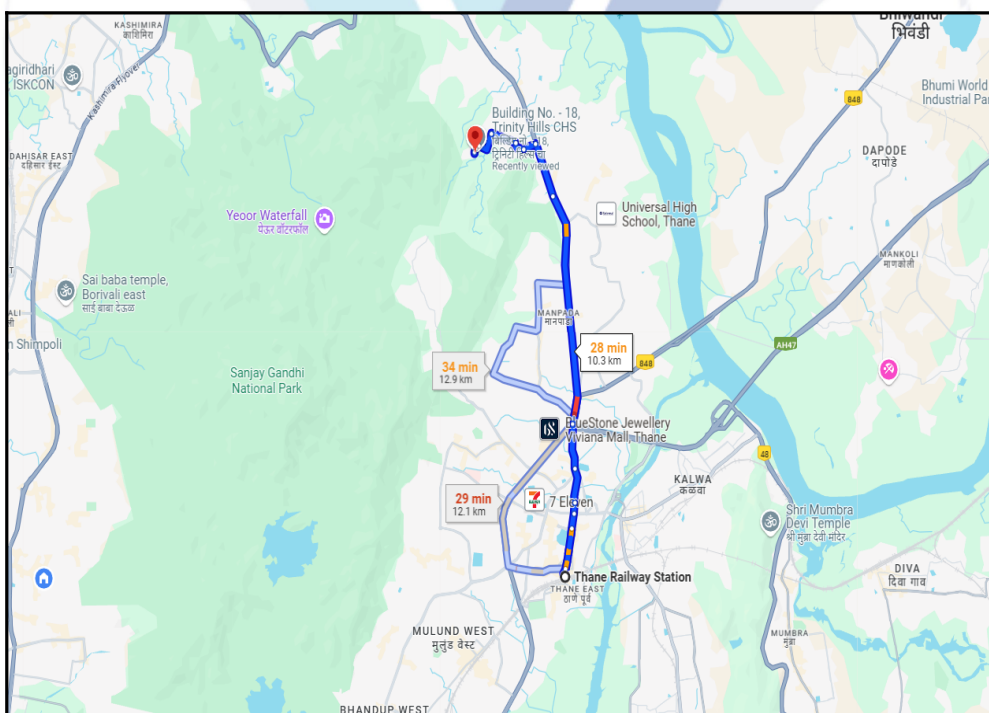 KASHIMIRA
काशिमिरा
Bhiwandi
भिवंडी
agiridhari
ISKCON
Kashimira Flyover
848
Bhumi World
Industrial Par
Building No. - 18,
Trinity Hills CHS
ट्रिनिटी हिल्स
Recently viewed
DAHISAR EAST
दहिसर ईस्ट
DAPODE
दापोडे
Yeoor Waterfall
येऊर वॉटरफॉल
Universal High
School, Thane
MANKOLI
माणकोली
Sai baba temple,
Borivali east
साई बाबा देऊळ
MANPADA
मानपाडा
n Shimpoli
28 min
10.3 km
AH47
848
34 min
12.9 km
Sanjay Gandhi
National Park
BlueStone Jewellery
Viviana Mall, Thane
48
KALWA
कळवा
29 min
12.1 km
7 Eleven
Shri Mumbra
Devi Temple
श्री मुंब्रा देवी मंदिर
Thane Railway Station
THANE EAST
ठाणे पूर्व
DIVA
दिवा गाव
MULUND WEST
मुलुंड वेस्ट
MUMBRA
मुंब्रा
BHANDUP WEST